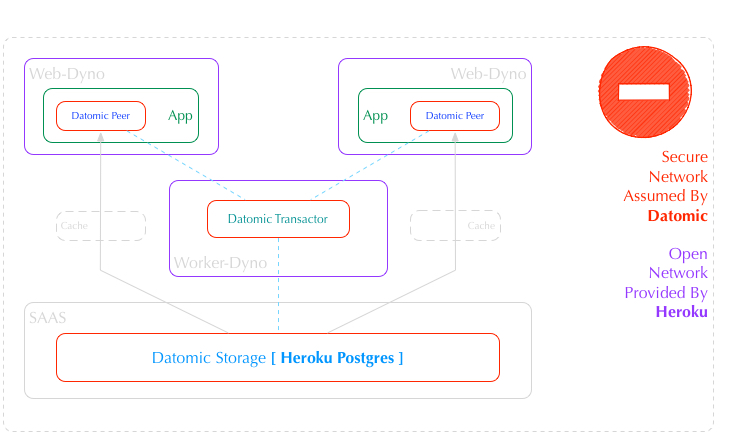 Web-Dyno
Datomic Peer
App
Web-Dyno
App
Datomic Peer
Secure
Network
Assumed By
Datomic
Cache
Datomic Transactor
Cache
Worker-Dyno
Open
Network
Provided By
Heroku
SAAS
Datomic Storage [ Heroku Postgres ]